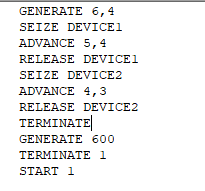 GENERATE 6,4
SEIZE DEVICE1
ADVANCE 5,4
RELEASE DEVICE1
SEIZE DEVICE2
ADVANCE 4,3
RELEASE DEVICE2
TERMINATE
GENERATE 600
TERMINATE 1
START 1